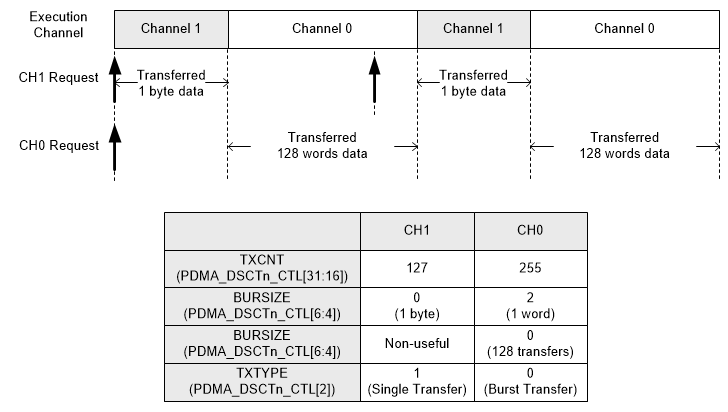 Execution
Channel
Channel 1
Channel 0
Channel 1
Channel 0
CH1 Request
Transferred
1 byte data
Transferred
1 byte data
CH0 Request
Transferred
128 words data
Transferred
128 words data
CH1
CH0
TXCNT
(PDMA_DSCTn_CTL[31:16])
127
255
BURSIZE
(PDMA_DSCTn_CTL[6:4])
0
(1 byte)
2
(1 word)
BURSIZE
(PDMA_DSCTn_CTL[6:4])
Non-useful
0
(128 transfers)
TXTYPE
(PDMA_DSCTn_CTL[2])
1
(Single Transfer)
0
(Burst Transfer)